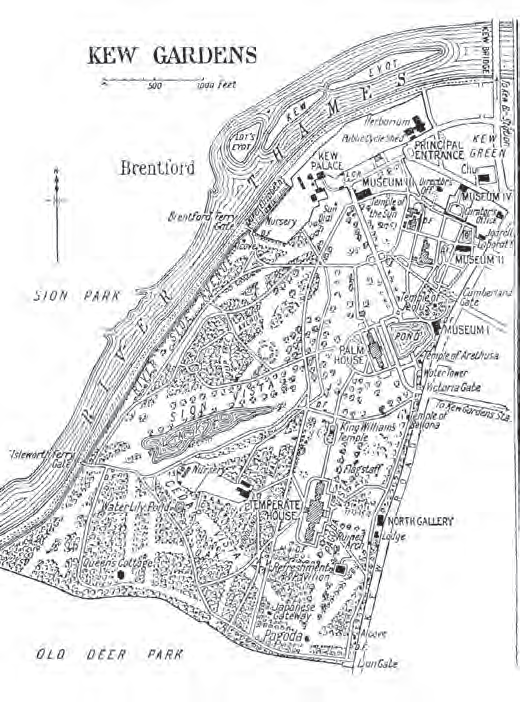 KEW GARDENS
500 1000 Feet
KEW BRIDGE
KEW EYOT
LOT'S EYOT
RIVER THAMES
Brentford
Herbarium
Public Cycle Shed
PRINCIPAL ENTRANCE
KEW GREEN
KEW PALACE
MUSEUM III
Director's Off.
MUSEUM IV
Curator's Office
Jodrell Laboraty
MUSEUM II
Sun Dial
Temple of the Sun
Brentford Ferry Gate
Nursery
SION PARK
Temple of
Cumberland Gate
MUSEUM I
POND
PALM HOUSE
Temple of Arethusa
Water Tower
Victoria Gate
To Kew Gardens Sta.
SION VISTA
Temple of Bellona
King William's Temple
Isleworth Ferry Gate
Nursery
Flagstaff
Water Lily Pond
TEMPERATE HOUSE
NORTH GALLERY
Ruined Arch
Lodge
Queens Cottage
Refreshment Pavilion
Japanese Gateway
Pagoda
Alcove
Lion Gate
OLD DEER PARK